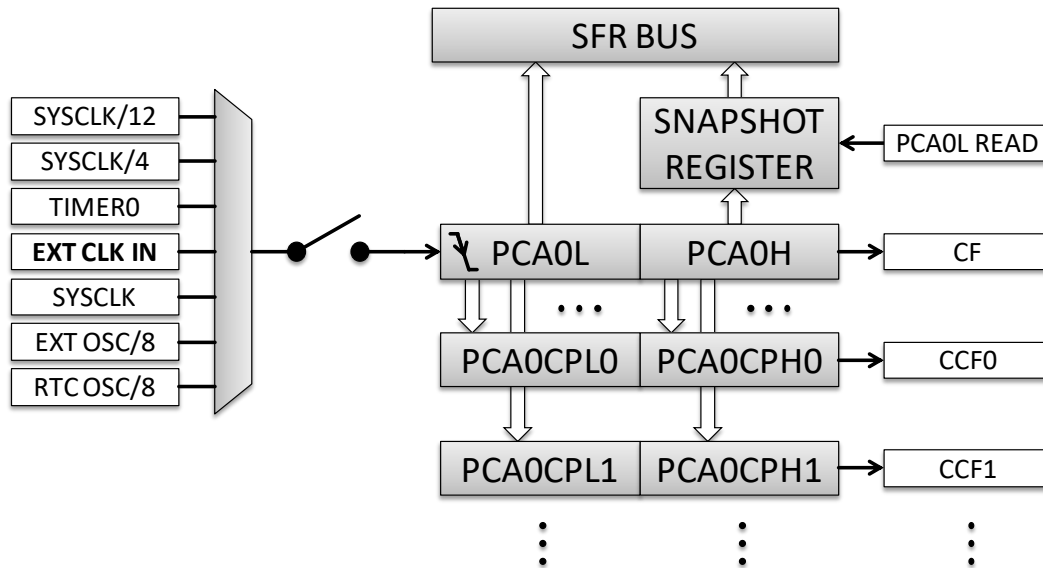 SFR BUS
SYSCLK/12
SYSCLK/4
TIMER0
EXT CLK IN
SYSCLK
EXT OSC/8
RTC OSC/8
SNAPSHOT
REGISTER
PCA0L READ
PCA0L
PCA0H
CF
PCA0CPL0
PCA0CPH0
CCF0
PCA0CPL1
PCA0CPH1
CCF1